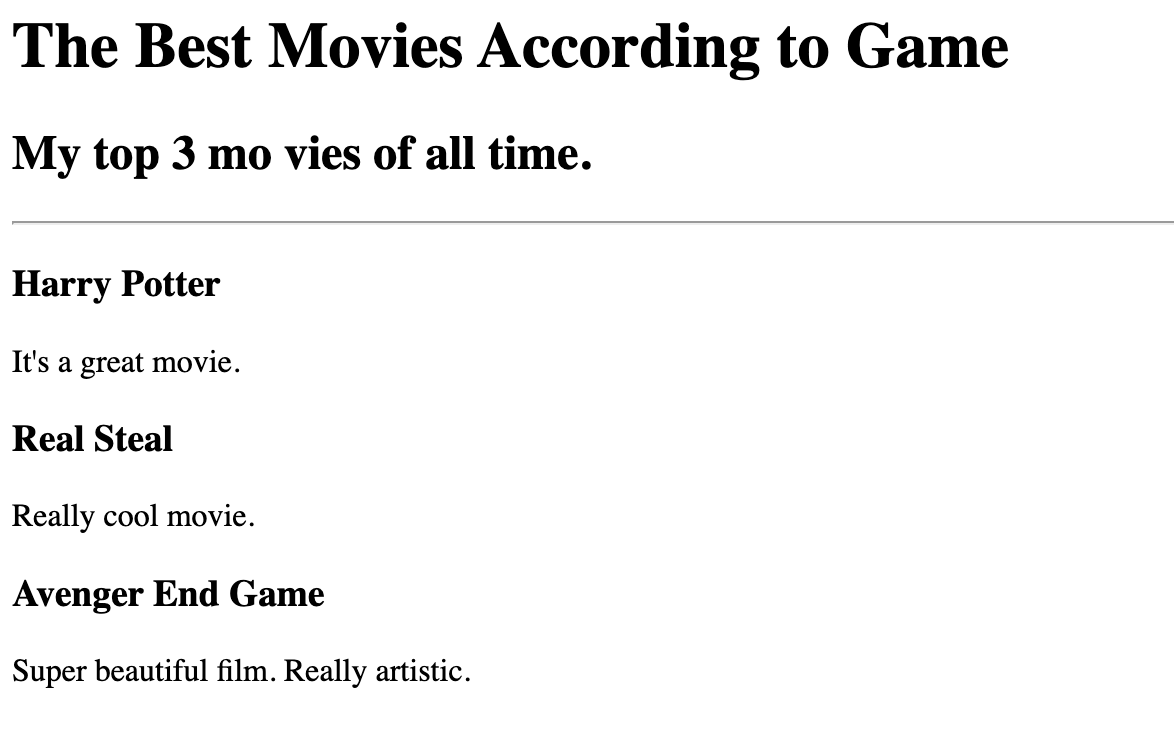 The Best Movies According to Game
My top 3 mo vies of all time.
Harry Potter
It's a great movie.
Real Steal
Really cool movie.
Avenger End Game
Super beautiful film. Really artistic.